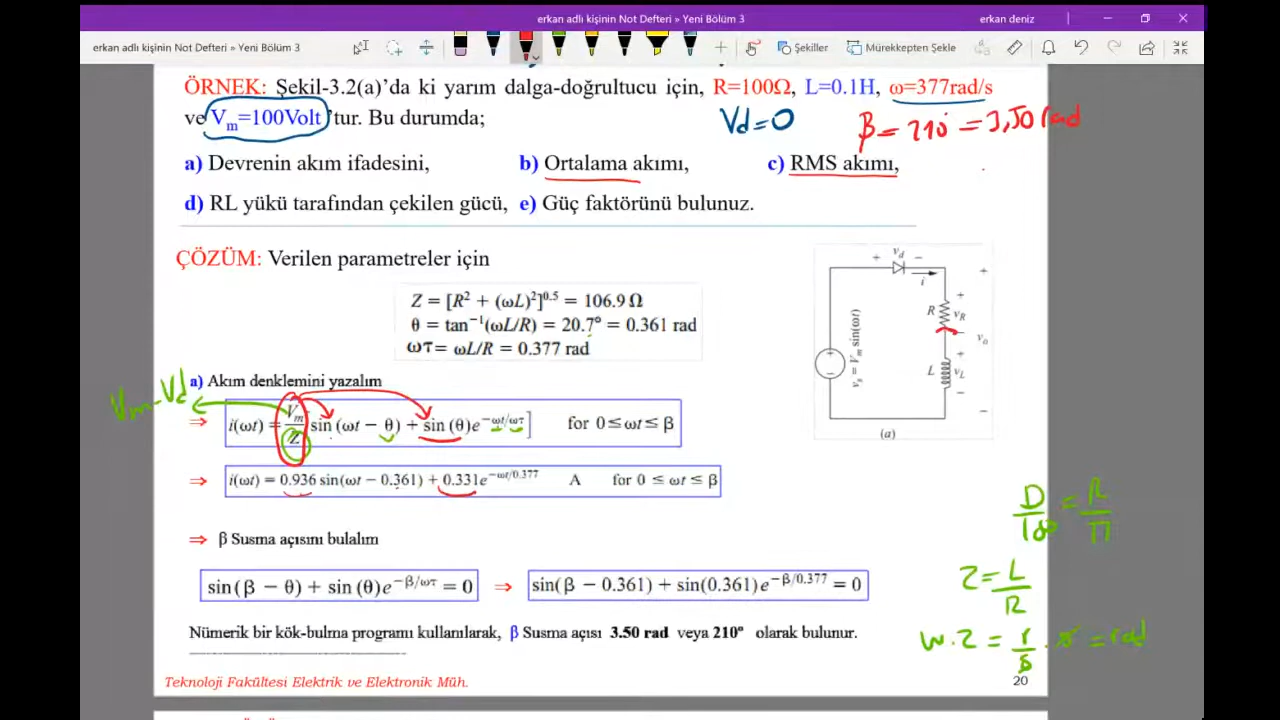 erkan adlı kişinin Not Defteri » Yeni Bölüm 3
erkan deniz
erkan adlı kişinin Not Defteri » Yeni Bölüm 3
Şekiller
Mürekkepten Şekle
ÖRNEK: Şekil-3.2(a)'da ki yarım dalga-doğrultucu için, R=100Ω, L=0.1H, ω=377rad/s
ve Vm=100Volt'tur. Bu durumda;
Vd=0
β = 210° = 3,50 rad
a) Devrenin akım ifadesini, b) Ortalama akımı, c) RMS akımı,
d) RL yükü tarafından çekilen gücü, e) Güç faktörünü bulunuz.
ÇÖZÜM: Verilen parametreler için
Z = [R² + (ωL)²]^0.5 = 106.9 Ω
θ = tan⁻¹(ωL/R) = 20.7° = 0.361 rad
ωτ = ωL/R = 0.377 rad
+ vd −
i
R
+ vR −
L
+ vL −
+ vo −
vs = Vm sin(ωt)
(a)
a) Akım denklemini yazalım
Vm-Vd
⇒ i(ωt) = Vm/Z [sin (ωt − θ) + sin (θ)e^−ωt/ωτ] for 0≤ωt≤β
⇒ i(ωt) = 0.936 sin(ωt − 0.361) + 0.331e^−ωt/0.377 A for 0 ≤ ωt ≤ β
D/180 = R/π
⇒ β Susma açısını bulalım
sin(β − θ) + sin (θ)e^−β/ωτ = 0 ⇒ sin(β − 0.361) + sin(0.361)e^−β/0.377 = 0
Z = L/R
Nümerik bir kök-bulma programı kullanılarak, β Susma açısı 3.50 rad veya 210° olarak bulunur.
w.Z = r/s . s = rad
Teknoloji Fakültesi Elektrik ve Elektronik Müh.
20